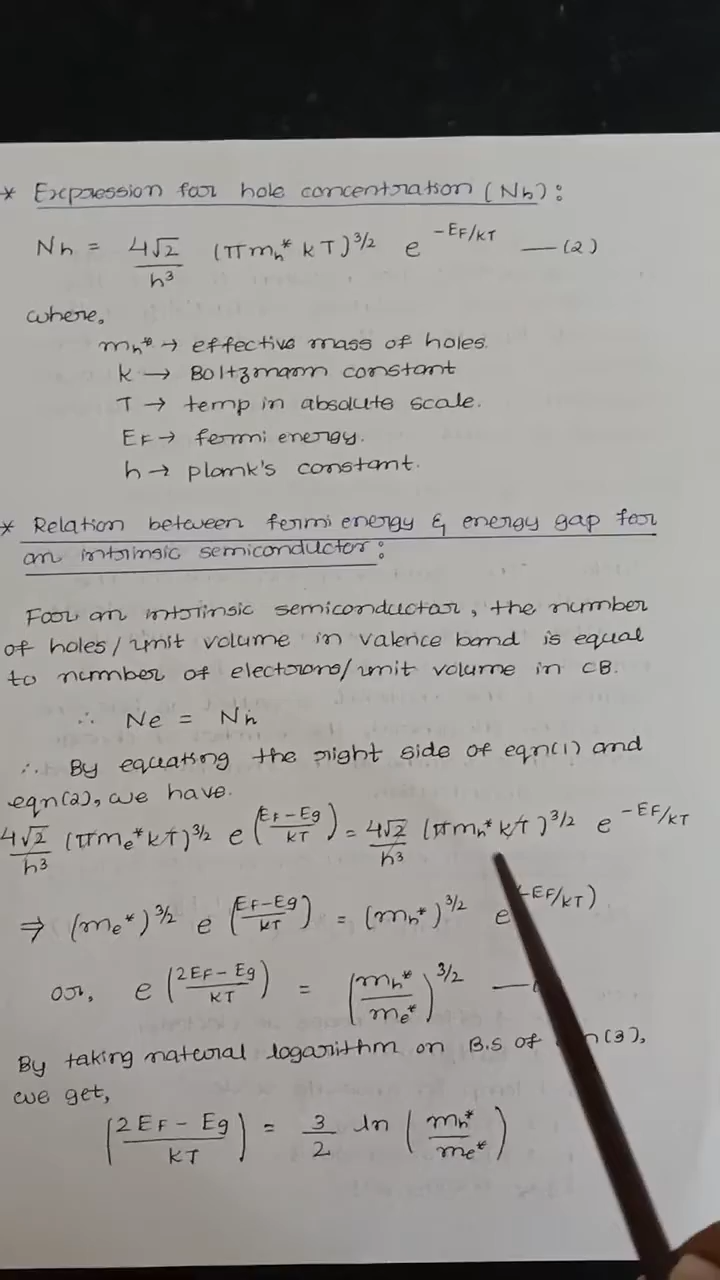 * Expression for hole concentration (Nh):
Nh = 4√2/h³ (πmh* kT)^3/2 e^-EF/KT —(2)
where,
mh* → effective mass of holes.
k → Boltzmann constant
T → temp in absolute scale.
EF → fermi energy.
h → plank's constant.
* Relation between fermi energy & energy gap for
an intrinsic semiconductor:
For an intrinsic semiconductor, the number
of holes/unit volume in valence band is equal
to number of electrons/unit volume in CB.
∴ Ne = Nh
∴ By equating the right side of eqn(1) and
eqn(2), we have.
4√2/h³ (πme* kT)^3/2 e^(EF-Eg/KT) = 4√2/h³ (πmh* kT)^3/2 e^-EF/KT
⇒ (me*)^3/2 e^(EF-Eg/KT) = (mh*)^3/2 e^(-EF/KT)
or, e^(2EF-Eg/KT) = (mh*/me*)^3/2 —
By taking natural logarithm on B.S of (3),
we get,
(2EF-Eg/KT) = 3/2 ln (mh*/me*)